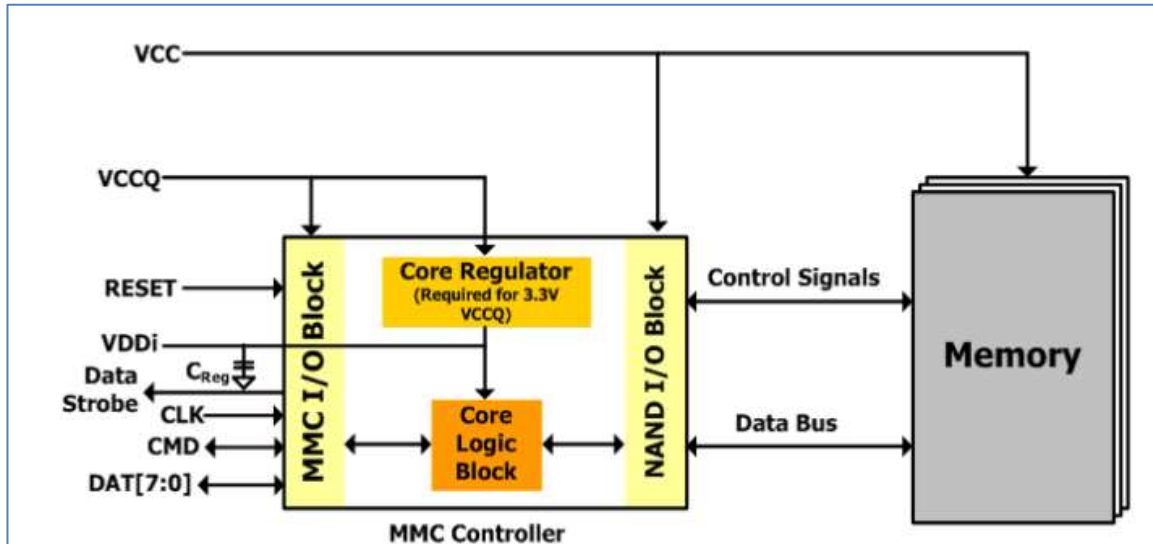 VCC
VCCQ
Core Regulator
(Required for 3.3V
VCCQ)
RESET
VDDi
CReg
Data
Strobe
CLK
CMD
DAT[7:0]
MMC I/O Block
Core
Logic
Block
NAND I/O Block
Control Signals
Data Bus
Memory
MMC Controller